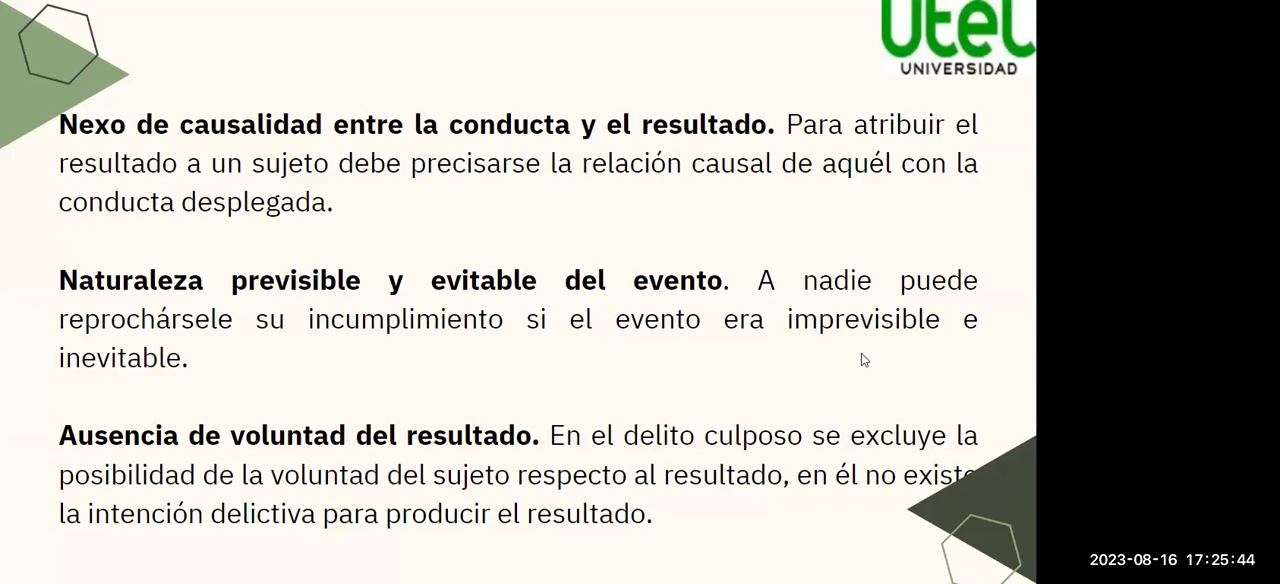 Utel
UNIVERSIDAD
Nexo de causalidad entre la conducta y el resultado. Para atribuir el
resultado a un sujeto debe precisarse la relación causal de aquél con la
conducta desplegada.
Naturaleza previsible y evitable del evento. A nadie puede
reprochársele su incumplimiento si el evento era imprevisible e
inevitable.
Ausencia de voluntad del resultado. En el delito culposo se excluye la
posibilidad de la voluntad del sujeto respecto al resultado, en él no existe
la intención delictiva para producir el resultado.
2023-08-16 17:25:44